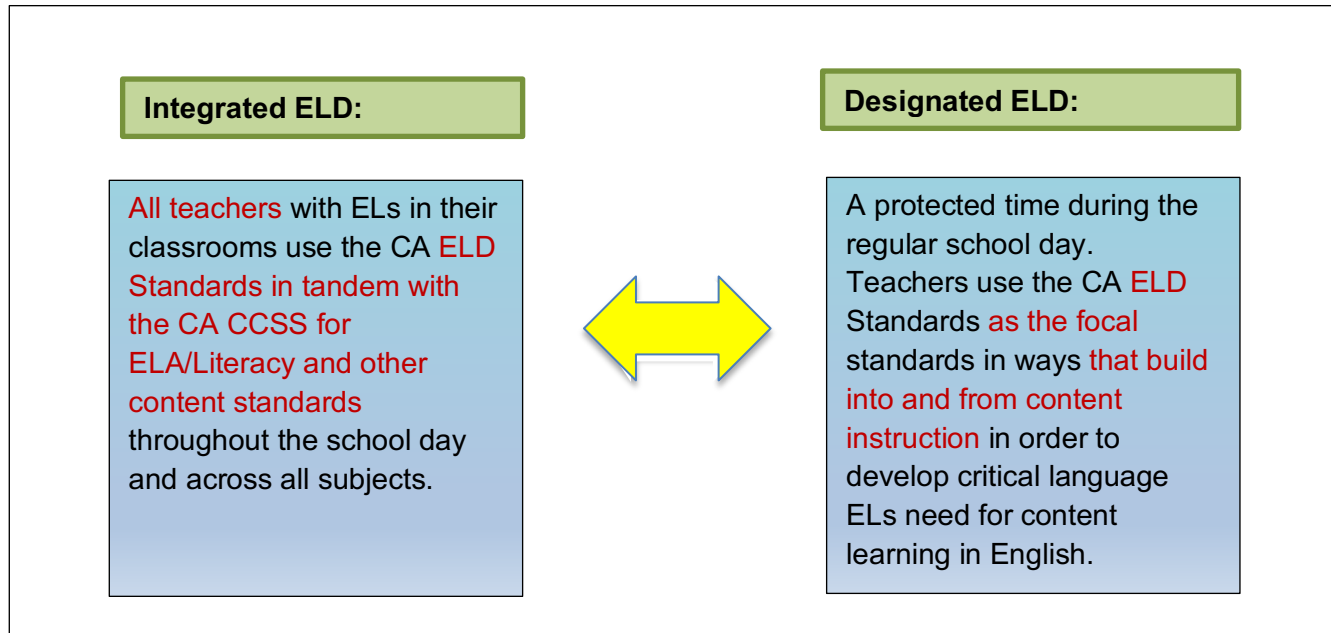 Integrated ELD:
All teachers with ELs in their
classrooms use the CA ELD
Standards in tandem with
the CA CCSS for
ELA/Literacy and other
content standards
throughout the school day
and across all subjects.
Designated ELD:
A protected time during the
regular school day.
Teachers use the CA ELD
Standards as the focal
standards in ways that build
into and from content
instruction in order to
develop critical language
ELs need for content
learning in English.